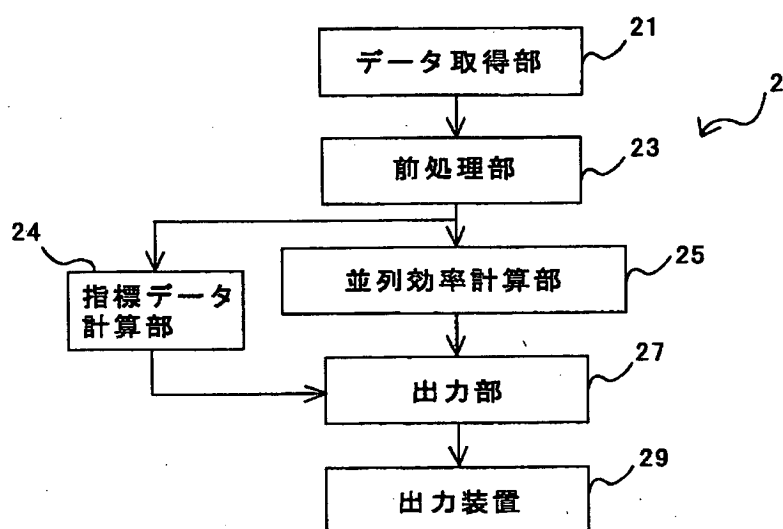 21
データ取得部
2
23
前処理部
24
25
指標データ
計算部
並列効率計算部
27
出力部
29
出力装置